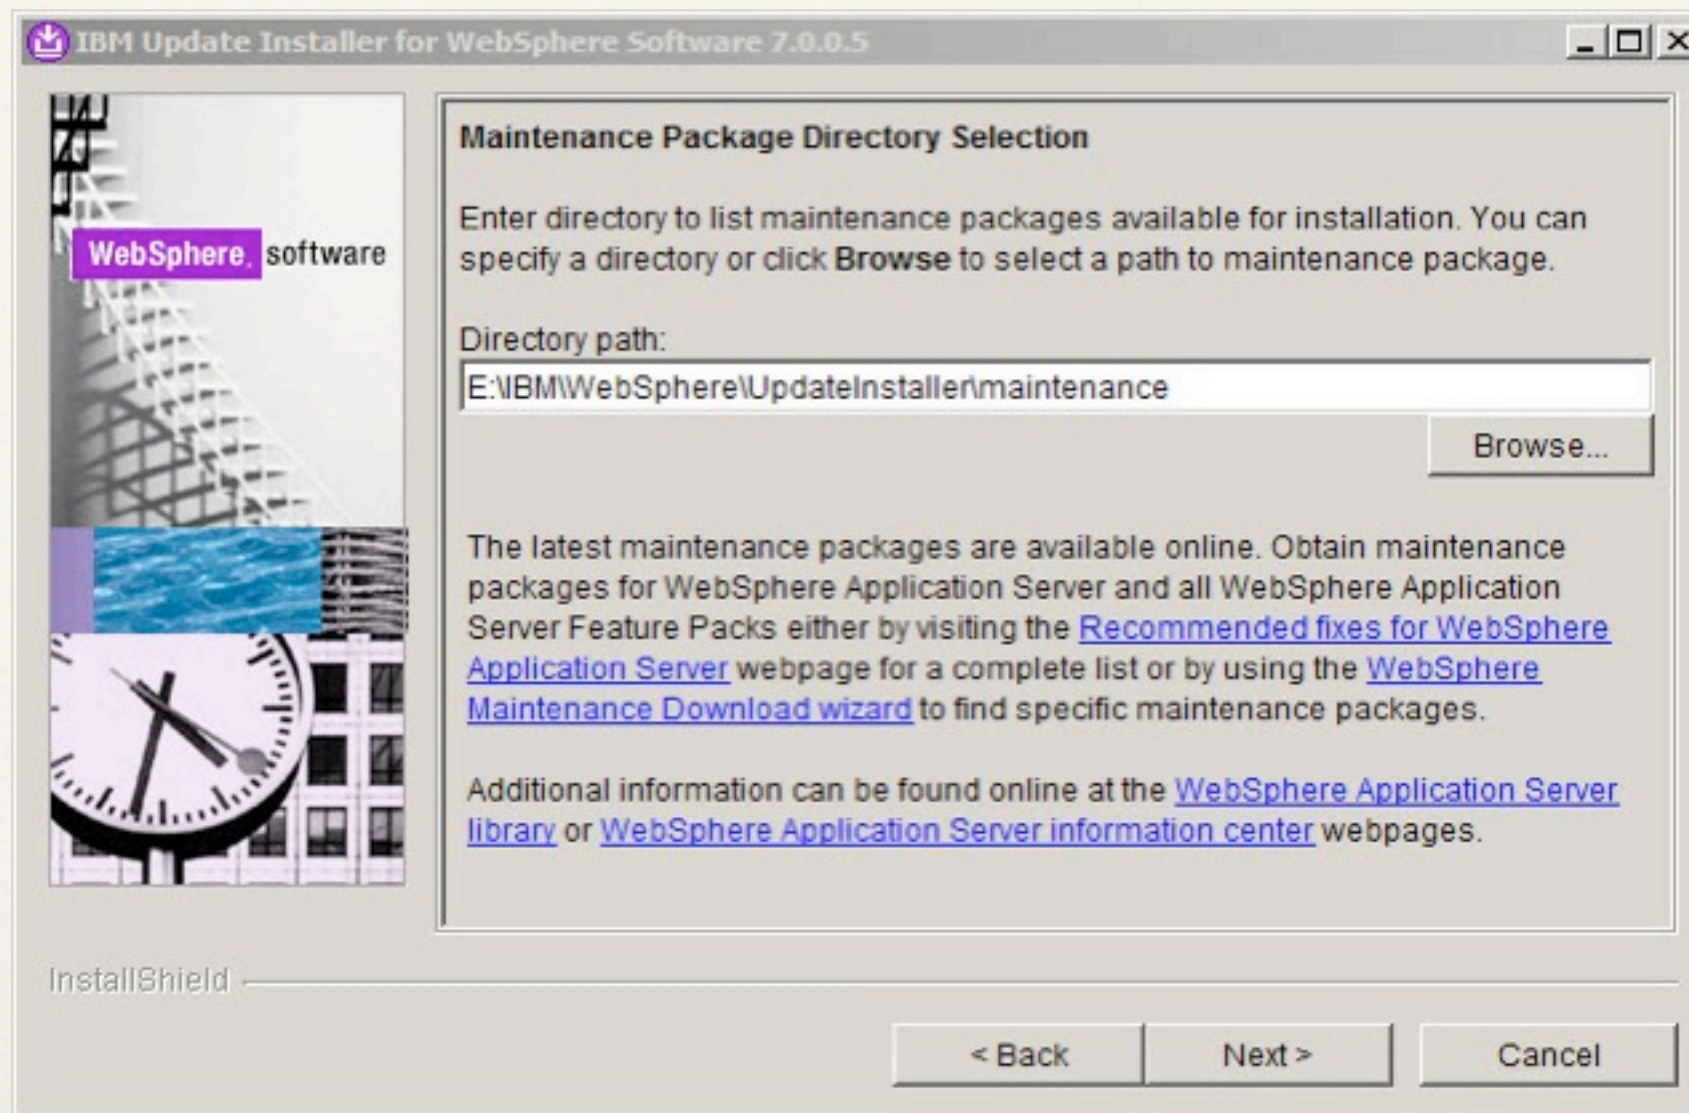 IBM Update Installer for WebSphere Software 7.0.0.5
WebSphere. software
Maintenance Package Directory Selection
Enter directory to list maintenance packages available for installation. You can
specify a directory or click Browse to select a path to maintenance package.
Directory path:
E:\IBM\WebSphere\UpdateInstaller\maintenance
Browse...
The latest maintenance packages are available online. Obtain maintenance
packages for WebSphere Application Server and all WebSphere Application
Server Feature Packs either by visiting the Recommended fixes for WebSphere
Application Server webpage for a complete list or by using the WebSphere
Maintenance Download wizard to find specific maintenance packages.
Additional information can be found online at the WebSphere Application Server
library or WebSphere Application Server information center webpages.
InstallShield
< Back
Next >
Cancel